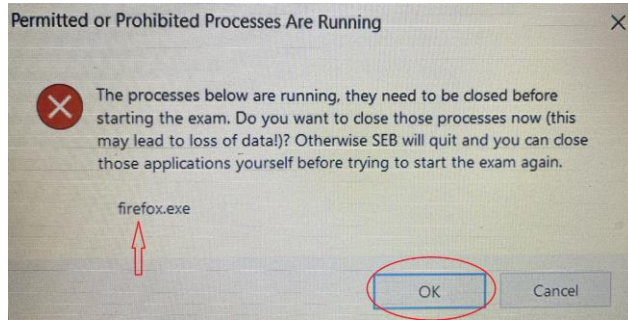 Permitted or Prohibited Processes Are Running
The processes below are running, they need to be closed before
starting the exam. Do you want to close those processes now (this
may lead to loss of data!)? Otherwise SEB will quit and you can close
those applications yourself before trying to start the exam again.
firefox.exe
OK
Cancel